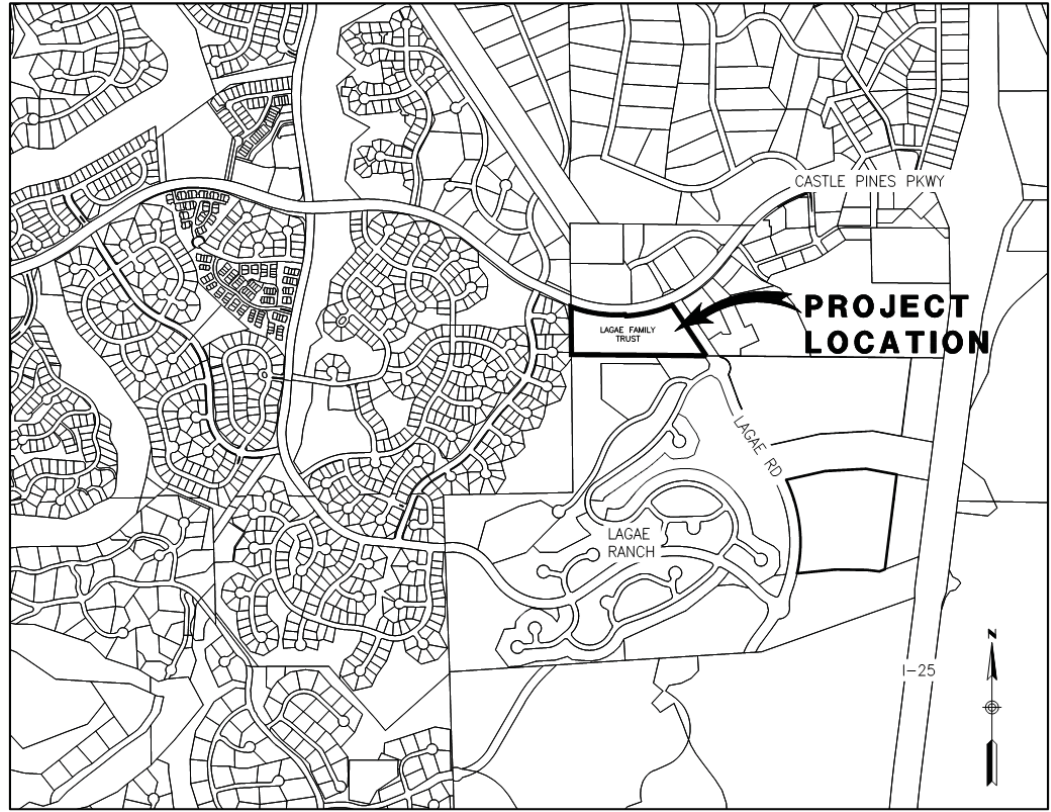 CASTLE PINES PKWY
PROJECT
LOCATION
LAGAE FAMILY
TRUST
LAGAE RD
LAGAE
RANCH
I-25
N